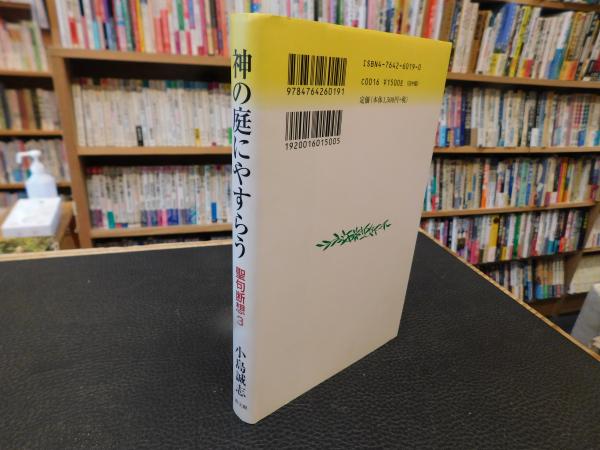 神の庭にやすらう
聖句断想 3
小島誠志
ISBN4-7642-6019-0
C0016 ¥1500E
定価(本体1,500円+税)
9784764260191
1920016015005